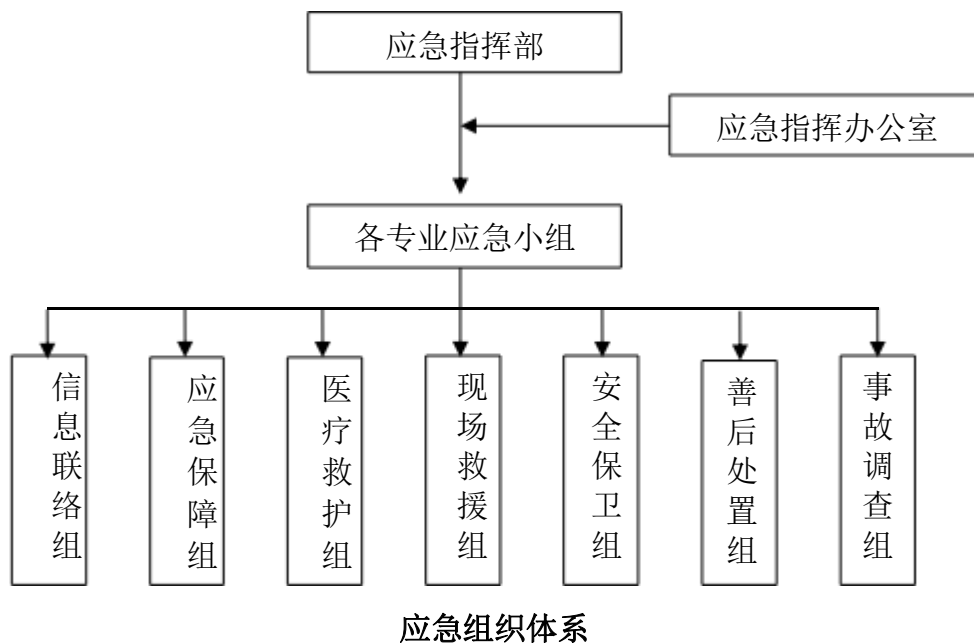 应急指挥部
应急指挥办公室
各专业应急小组
信息联络组
应急保障组
医疗救护组
现场救援组
安全保卫组
善后处置组
事故调查组
应急组织体系